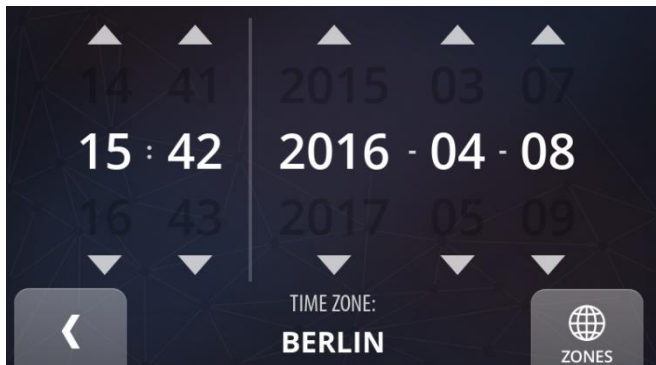 14 41 2015 03 07
15 : 42 2016 - 04 - 08
16 43 2017 05 09
TIME ZONE:
BERLIN
ZONES